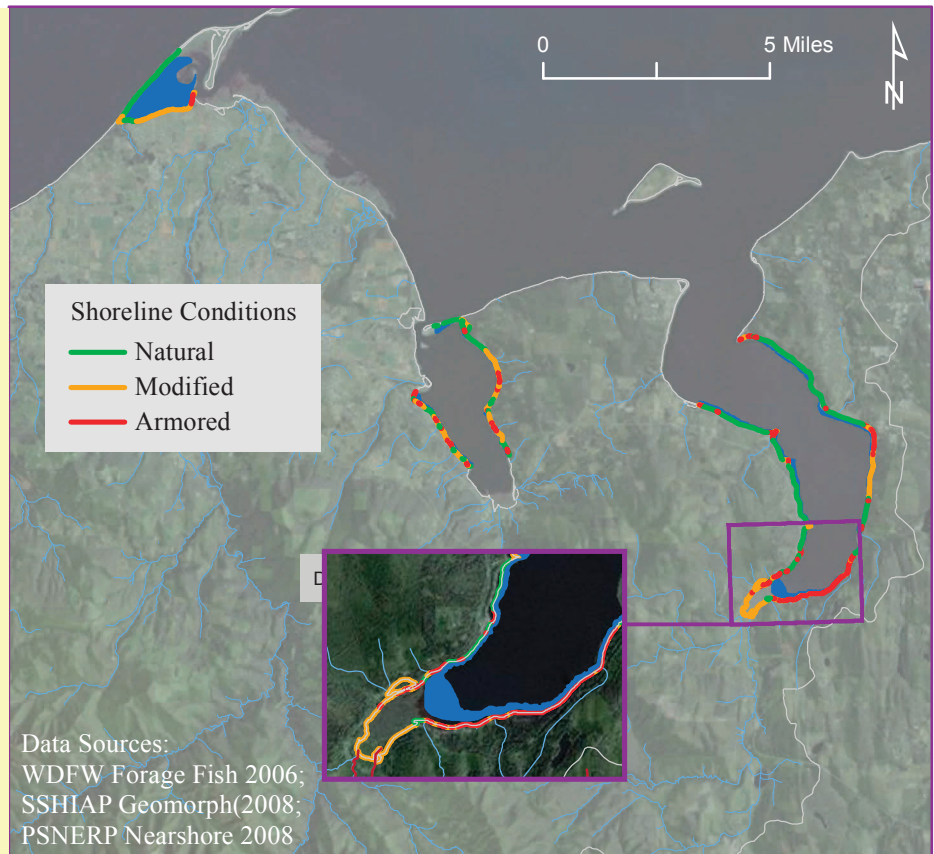 0 5 Miles
N
Shoreline Conditions
Natural
Modified
Armored
D
Data Sources:
WDFW Forage Fish 2006;
SSHIAP Geomorph(2008;
PSNERP Nearshore 2008